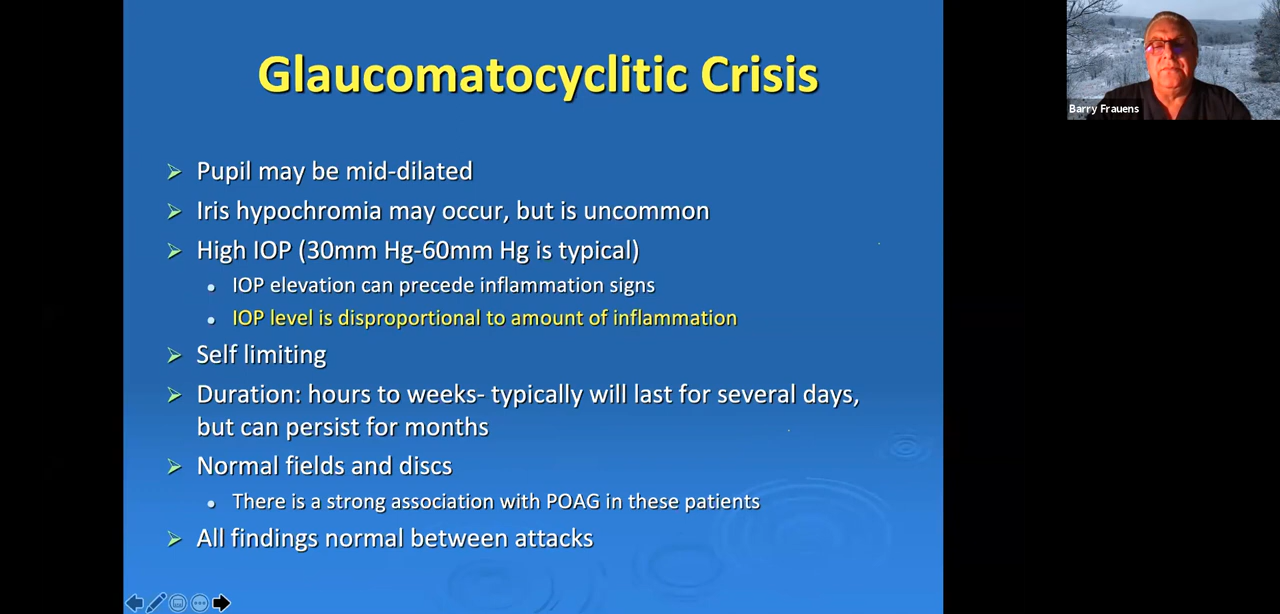 Glaucomatocyclitic Crisis
Pupil may be mid-dilated
Iris hypochromia may occur, but is uncommon
High IOP (30mm Hg-60mm Hg is typical)
IOP elevation can precede inflammation signs
IOP level is disproportional to amount of inflammation
Self limiting
Duration: hours to weeks- typically will last for several days,
but can persist for months
Normal fields and discs
There is a strong association with POAG in these patients
All findings normal between attacks
Barry Frauens